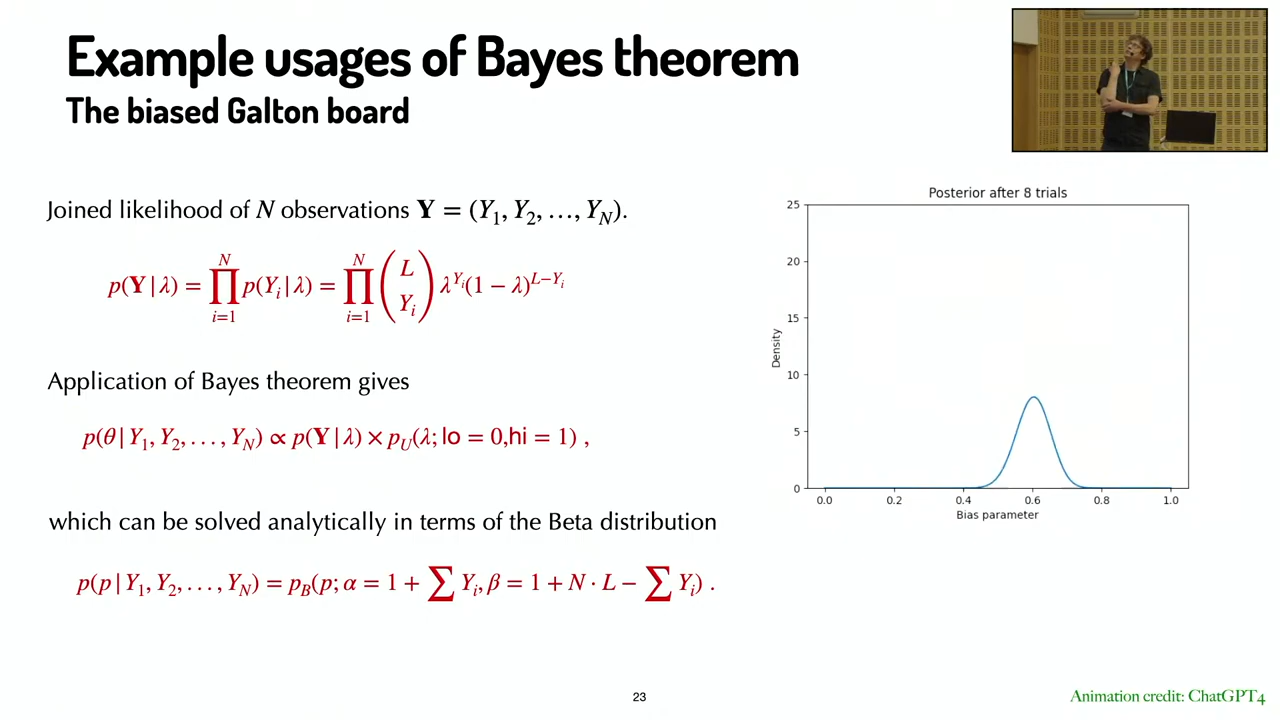 Example usages of Bayes theorem
The biased Galton board
Joined likelihood of N observations Y = (Y₁, Y₂, …, Y_N).
p(Y | λ) = ∏_{i=1}^{N} p(Y_i | λ) = ∏_{i=1}^{N} (L Y_i) λ^{Y_i}(1 − λ)^{L−Y_i}
Application of Bayes theorem gives
p(θ | Y₁, Y₂, . . . , Y_N) ∝ p(Y | λ) × p_U(λ; lo = 0,hi = 1) ,
which can be solved analytically in terms of the Beta distribution
p(p | Y₁, Y₂, . . . , Y_N) = p_B(p; α = 1 + ∑ Y_i, β = 1 + N · L − ∑ Y_i) .
Posterior after 8 trials
25
20
15
10
5
0
Density
0.0 0.2 0.4 0.6 0.8 1.0
Bias parameter
23
Animation credit: ChatGPT4